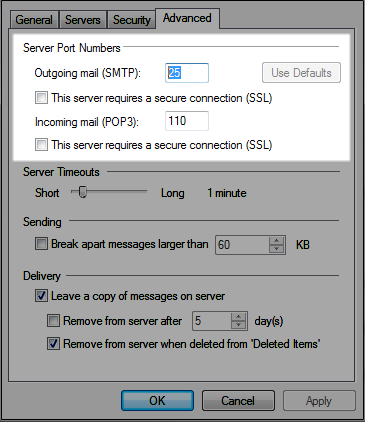 General Servers Security Advanced
Server Port Numbers
Outgoing mail (SMTP): 25 Use Defaults
This server requires a secure connection (SSL)
Incoming mail (POP3): 110
This server requires a secure connection (SSL)
Server Timeouts
Short Long 1 minute
Sending
Break apart messages larger than 60 KB
Delivery
Leave a copy of messages on server
Remove from server after 5 day(s)
Remove from server when deleted from 'Deleted Items'
OK Cancel Apply